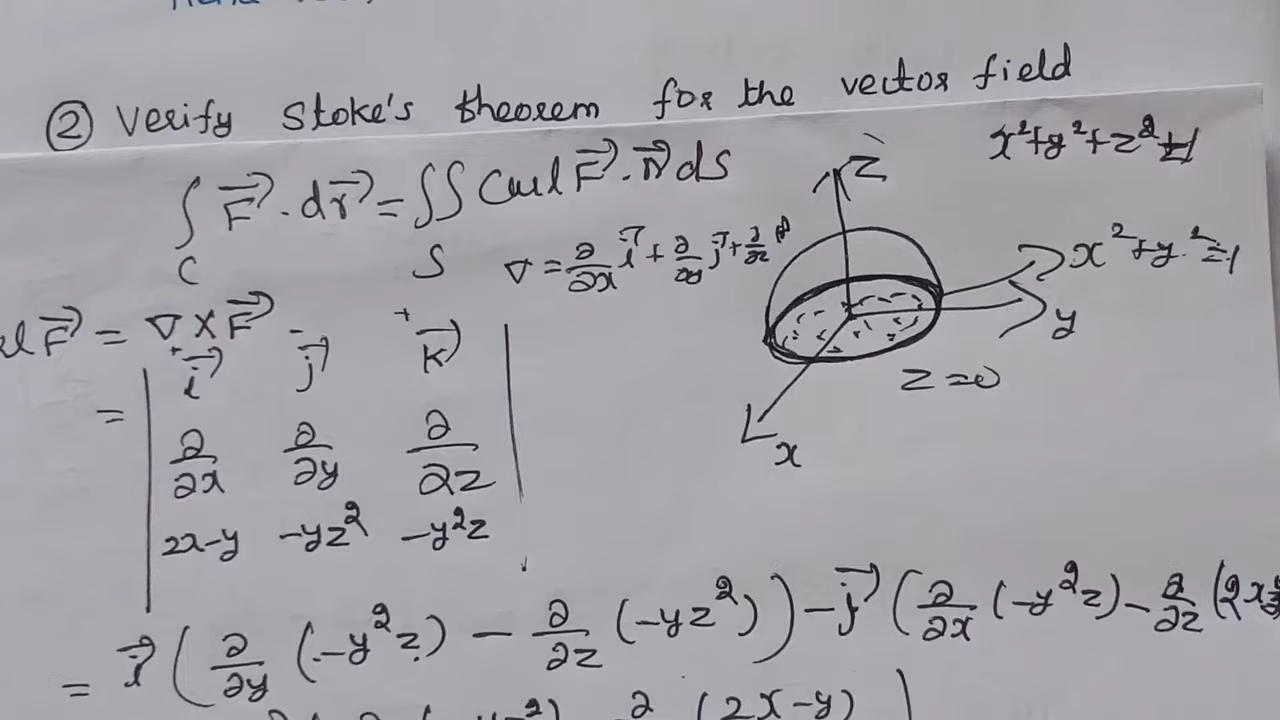 ② Verify Stoke's theorem for the vector field
∫ F⃗ . dr⃗ = ∬ Curl F⃗ . n⃗ ds
C S
∇ = ∂/∂x i⃗ + ∂/∂y j⃗ + ∂/∂z
x²+y²+z²=1
z
x²+y²=1
y
z=0
x
l F⃗ = ∇ X F⃗
+ - +
= | i⃗ j⃗ k⃗ |
∂/∂x ∂/∂y ∂/∂z
2x-y -yz² -y²z
= i⃗ ( ∂/∂y (-y²z) - ∂/∂z (-yz²) ) - j⃗ ( ∂/∂x (-y²z) - ∂/∂z (2x
(2x-y)